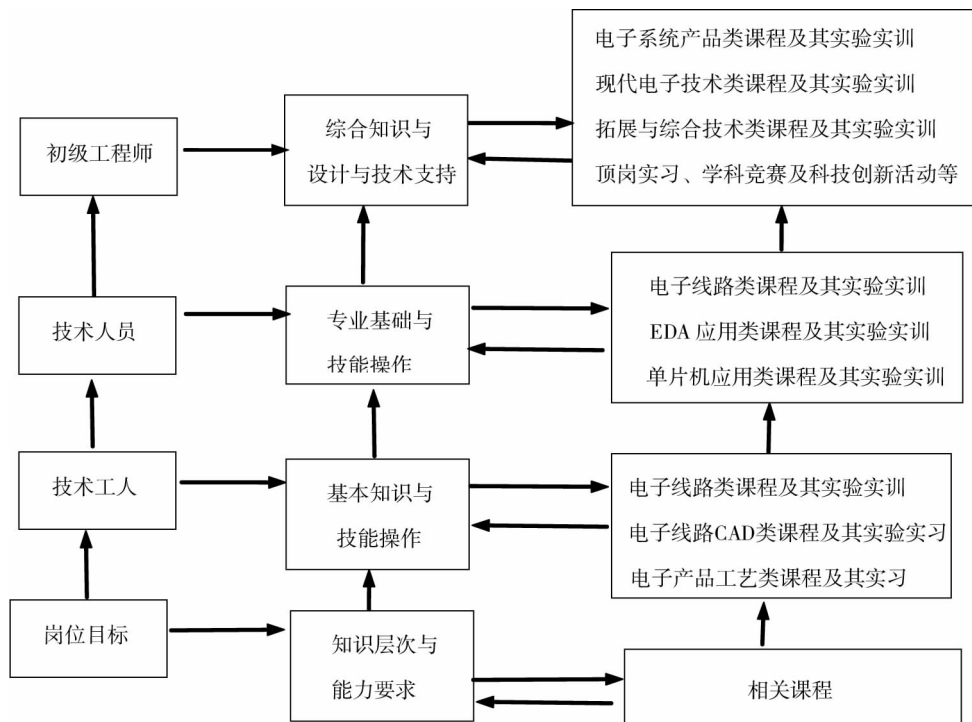 初级工程师
综合知识与
设计与技术支持
电子系统产品类课程及其实验实训
现代电子技术类课程及其实验实训
拓展与综合技术类课程及其实验实训
顶岗实习、学科竞赛及科技创新活动等
技术人员
专业基础与
技能操作
电子线路类课程及其实验实训
EDA 应用类课程及其实验实训
单片机应用类课程及其实验实训
技术工人
基本知识与
技能操作
电子线路类课程及其实验实训
电子线路CAD类课程及其实验实习
电子产品工艺类课程及其实习
岗位目标
知识层次与
能力要求
相关课程